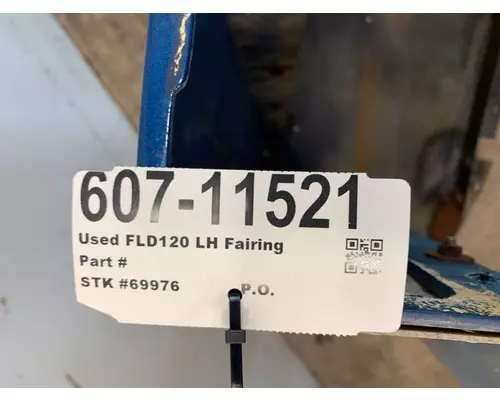 607-11521
Used FLD120 LH Fairing
Part #
STK #69976 P.O.